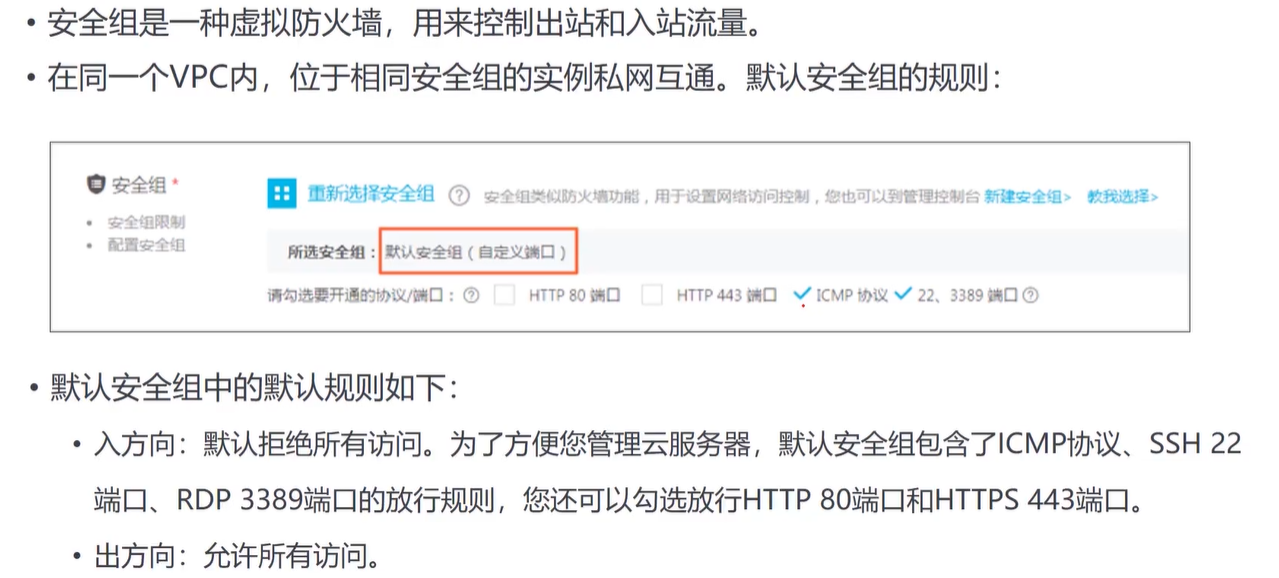 • 安全组是一种虚拟防火墙，用来控制出站和入站流量。
• 在同一个VPC内，位于相同安全组的实例私网互通。默认安全组的规则：
安全组 *
• 安全组限制
• 配置安全组
重新选择安全组 ? 安全组类似防火墙功能，用于设置网络访问控制，您也可以到管理控制台 新建安全组> 教我选择>
所选安全组：默认安全组（自定义端口）
请勾选要开通的协议/端口：? HTTP 80 端口 HTTP 443 端口 ICMP 协议 22、3389 端口 ?
• 默认安全组中的默认规则如下：
• 入方向：默认拒绝所有访问。为了方便您管理云服务器，默认安全组包含了ICMP协议、SSH 22
端口、RDP 3389端口的放行规则，您还可以勾选放行HTTP 80端口和HTTPS 443端口。
• 出方向：允许所有访问。